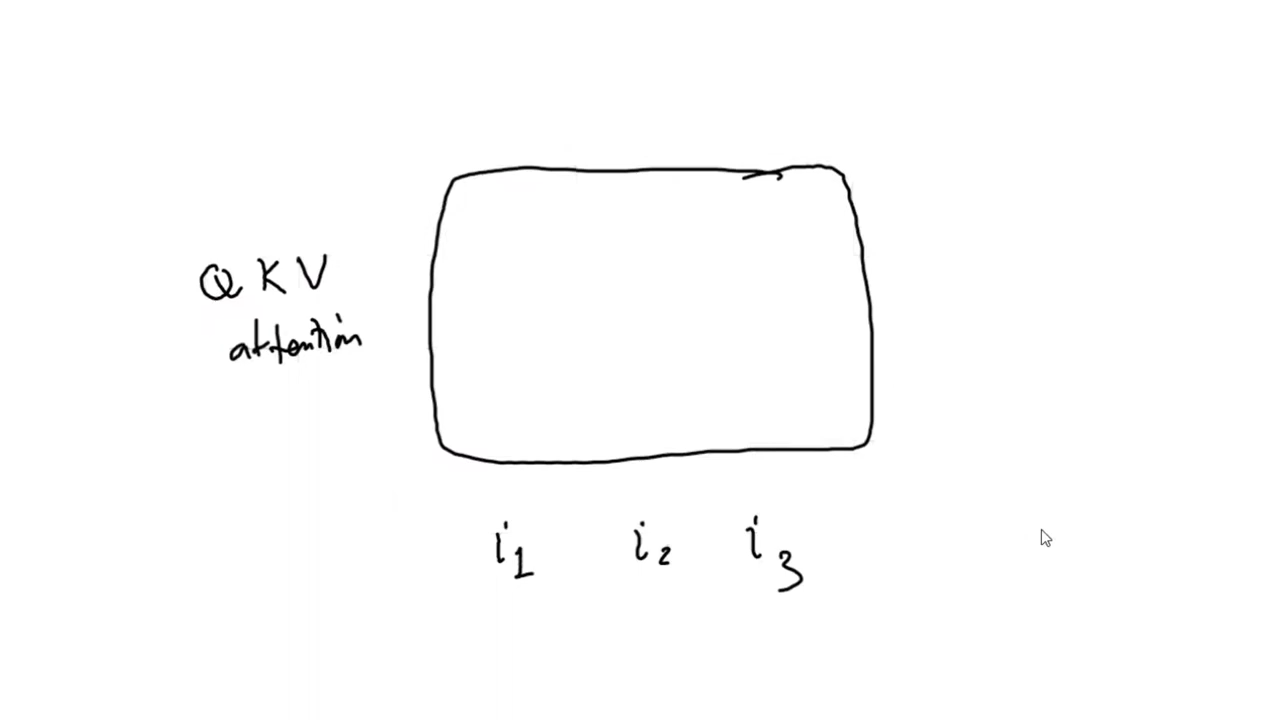 Q K V
attention
i₁ i₂ i₃